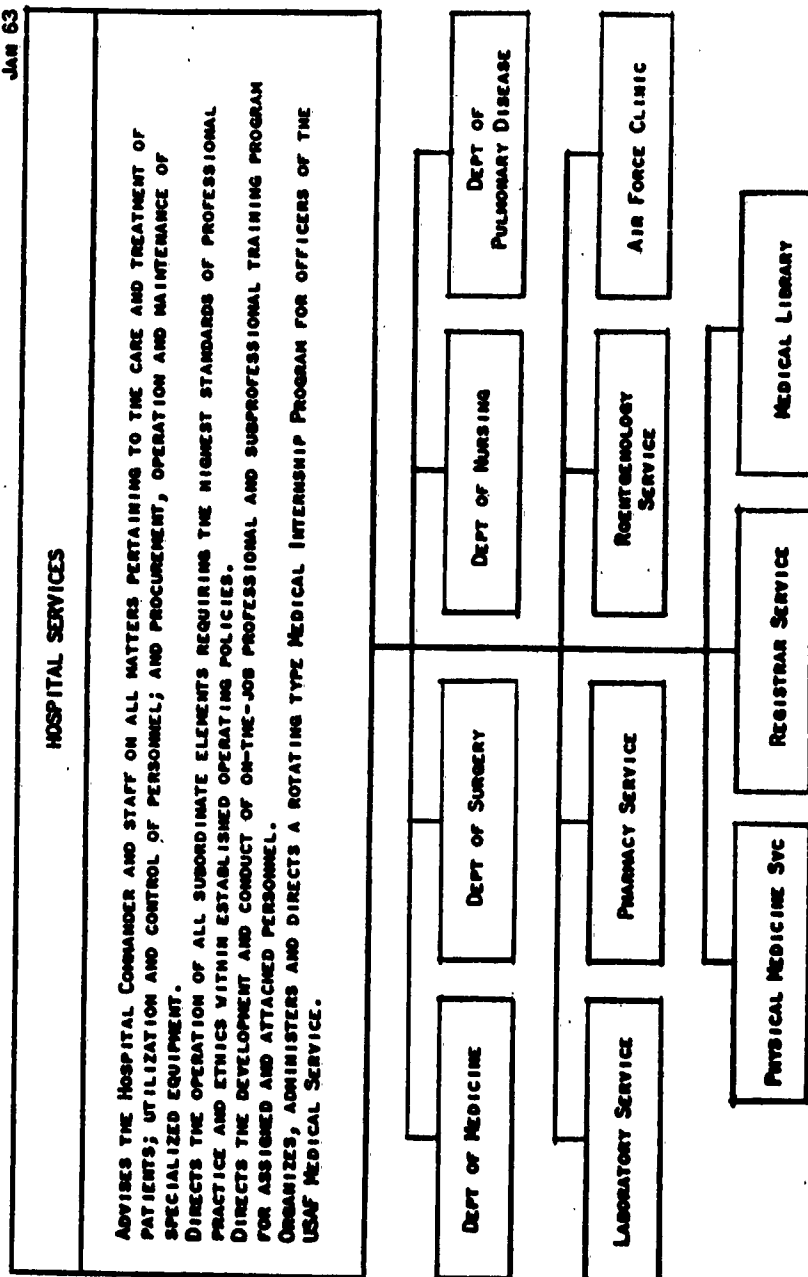 JAN 63
HOSPITAL SERVICES
ADVISES THE HOSPITAL COMMANDER AND STAFF ON ALL MATTERS PERTAINING TO THE CARE AND TREATMENT OF
PATIENTS; UTILIZATION AND CONTROL OF PERSONNEL; AND PROCUREMENT, OPERATION AND MAINTENANCE OF
SPECIALIZED EQUIPMENT.
DIRECTS THE OPERATION OF ALL SUBORDINATE ELEMENTS REQUIRING THE HIGHEST STANDARDS OF PROFESSIONAL
PRACTICE AND ETHICS WITHIN ESTABLISHED OPERATING POLICIES.
DIRECTS THE DEVELOPMENT AND CONDUCT OF ON-THE-JOB PROFESSIONAL AND SUBPROFESSIONAL TRAINING PROGRAM
FOR ASSIGNED AND ATTACHED PERSONNEL.
ORGANIZES, ADMINISTERS AND DIRECTS A ROTATING TYPE MEDICAL INTERNSHIP PROGRAM FOR OFFICERS OF THE
USAF MEDICAL SERVICE.
DEPT OF MEDICINE
DEPT OF SURGERY
DEPT OF NURSING
DEPT OF
PULMONARY DISEASE
LABORATORY SERVICE
PHARMACY SERVICE
ROENTGENOLOGY
SERVICE
AIR FORCE CLINIC
PHYSICAL MEDICINE SVC
REGISTRAR SERVICE
MEDICAL LIBRARY